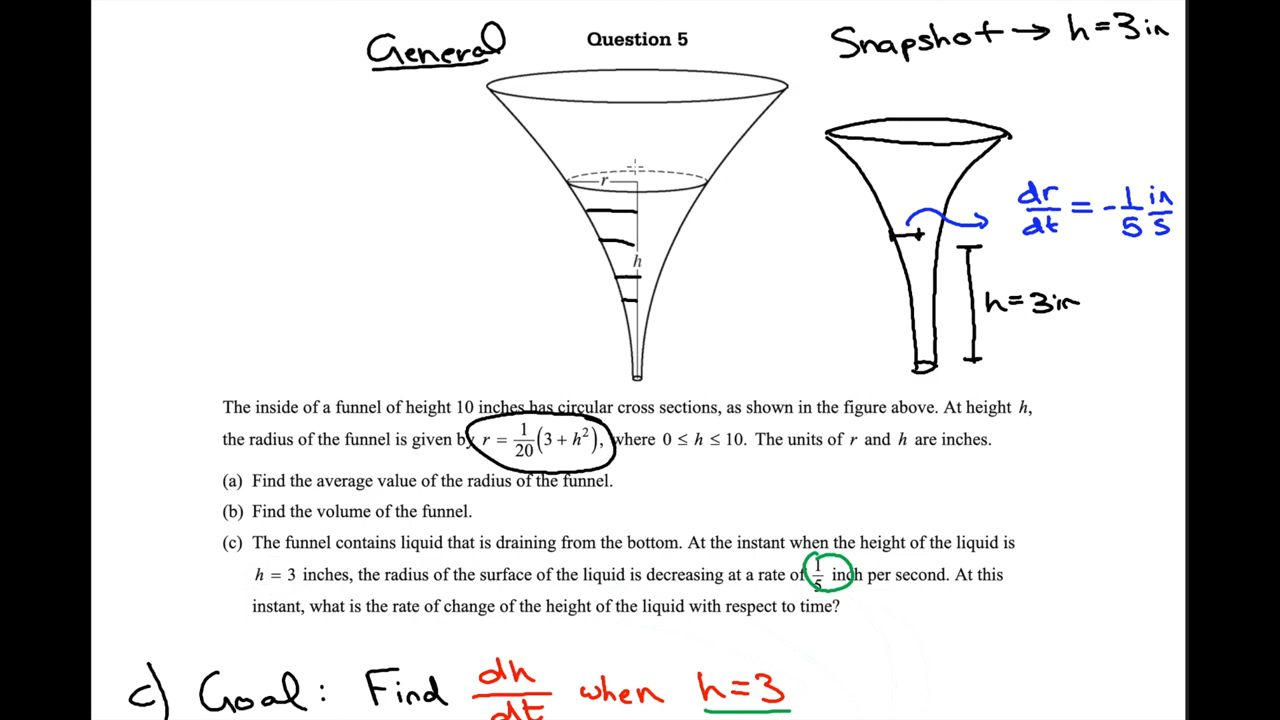 General
Question 5
Snapshot → h=3in
r
h
dr/dt = -1/5 in/s
h=3in
The inside of a funnel of height 10 inches has circular cross sections, as shown in the figure above. At height h,
the radius of the funnel is given by r = 1/20(3 + h²), where 0 ≤ h ≤ 10. The units of r and h are inches.
(a) Find the average value of the radius of the funnel.
(b) Find the volume of the funnel.
(c) The funnel contains liquid that is draining from the bottom. At the instant when the height of the liquid is
h = 3 inches, the radius of the surface of the liquid is decreasing at a rate of 1/5 inch per second. At this
instant, what is the rate of change of the height of the liquid with respect to time?
c) Goal: Find dh/dt when h=3